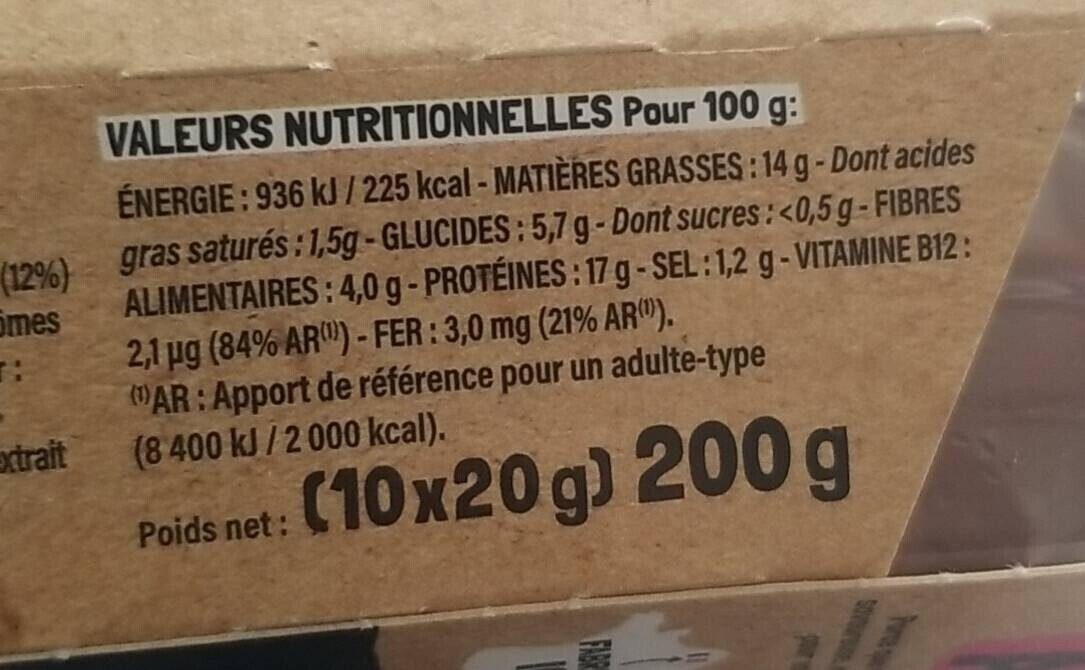 VALEURS NUTRITIONNELLES Pour 100 g:
ÉNERGIE : 936 kJ / 225 kcal - MATIÈRES GRASSES : 14 g - Dont acides
gras saturés : 1,5g - GLUCIDES : 5,7 g - Dont sucres : <0,5 g - FIBRES
ALIMENTAIRES : 4,0 g - PROTÉINES : 17 g - SEL : 1,2 g - VITAMINE B12 :
2,1 µg (84% AR⁽¹⁾) - FER : 3,0 mg (21% AR⁽¹⁾).
⁽¹⁾AR : Apport de référence pour un adulte-type
(8 400 kJ / 2 000 kcal).
Poids net : (10x20g) 200 g
(12%)